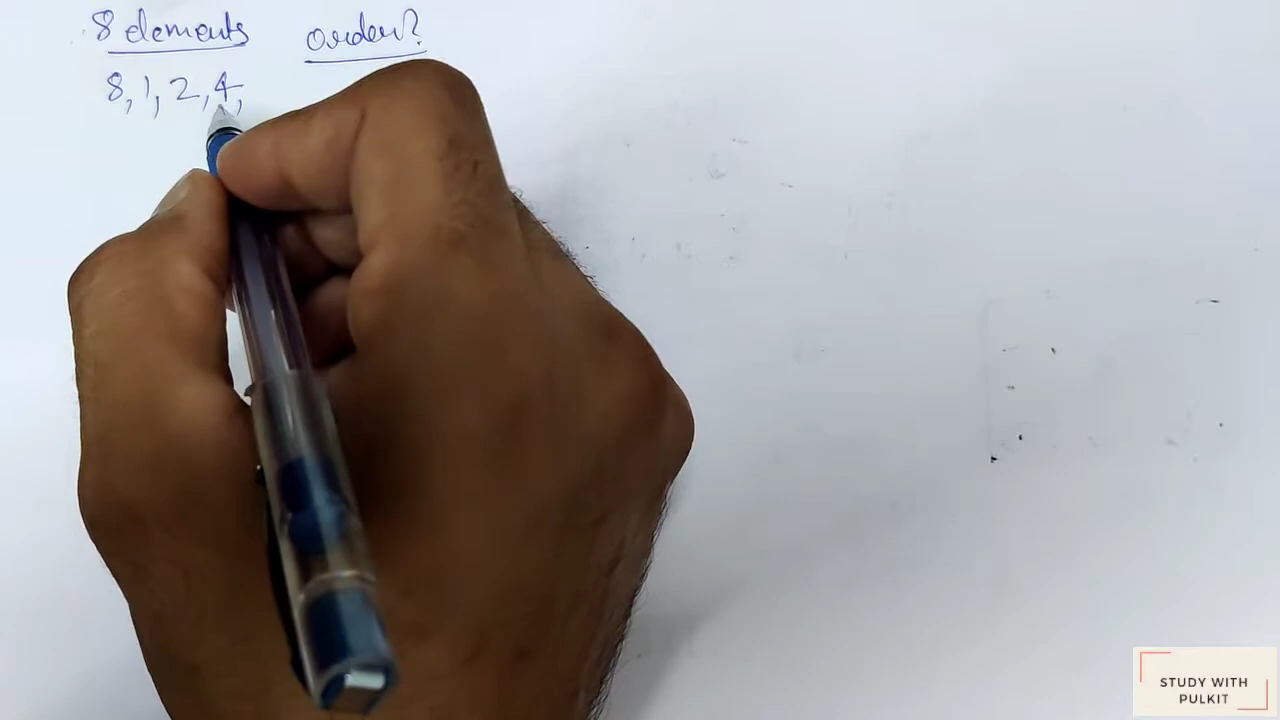 8 elements order?
8, 1, 2, 4,
STUDY WITH
PULKIT